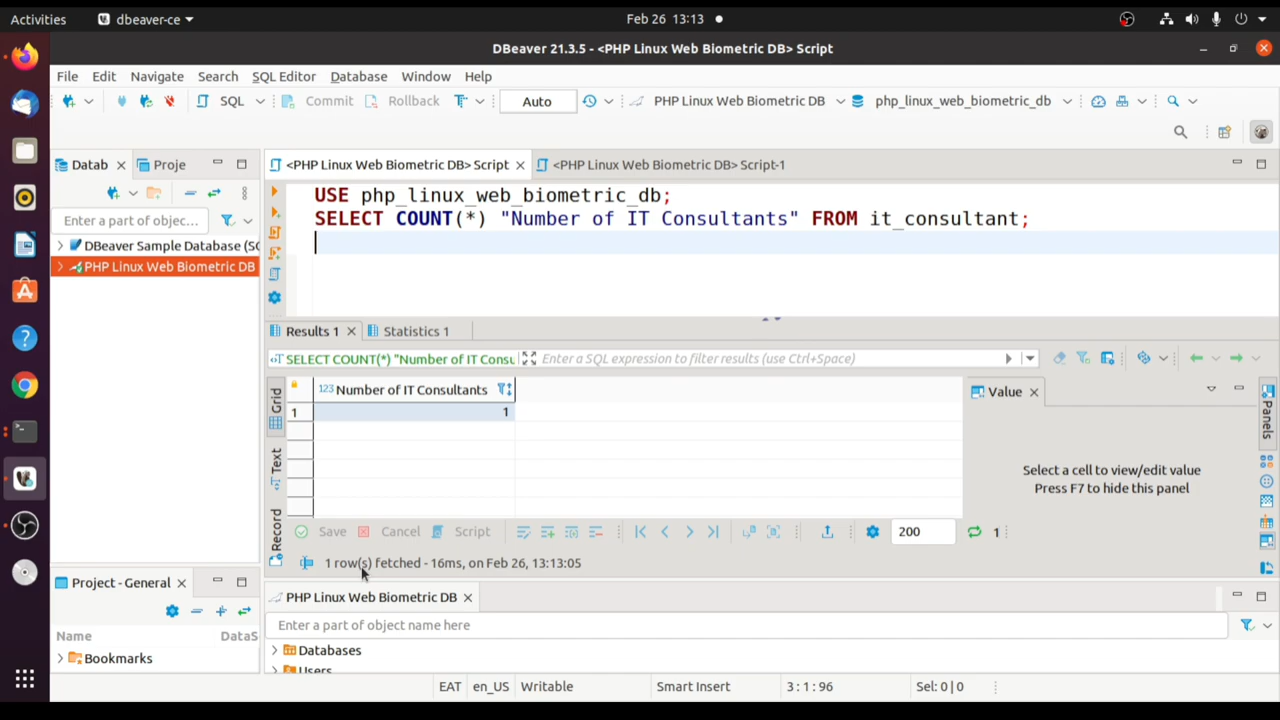 Activities
dbeaver-ce
Feb 26 13:13
DBeaver 21.3.5 - <PHP Linux Web Biometric DB> Script
File Edit Navigate Search SQL Editor Database Window Help
SQL Commit Rollback Auto PHP Linux Web Biometric DB php_linux_web_biometric_db
Datab Proje
<PHP Linux Web Biometric DB> Script
<PHP Linux Web Biometric DB> Script-1
Enter a part of objec...
DBeaver Sample Database (SQ
PHP Linux Web Biometric DB
USE php_linux_web_biometric_db;
SELECT COUNT(*) "Number of IT Consultants" FROM it_consultant;
Results 1
Statistics 1
SELECT COUNT(*) "Number of IT Consu
Enter a SQL expression to filter results (use Ctrl+Space)
Grid
Text
Record
123 Number of IT Consultants
1 1
Value
Select a cell to view/edit value
Press F7 to hide this panel
Panels
Save Cancel Script 200 1
1 row(s) fetched - 16ms, on Feb 26, 13:13:05
Project - General
Name DataS
Bookmarks
PHP Linux Web Biometric DB
Enter a part of object name here
Databases
Users
EAT en_US Writable Smart Insert 3 : 1 : 96 Sel: 0 | 0